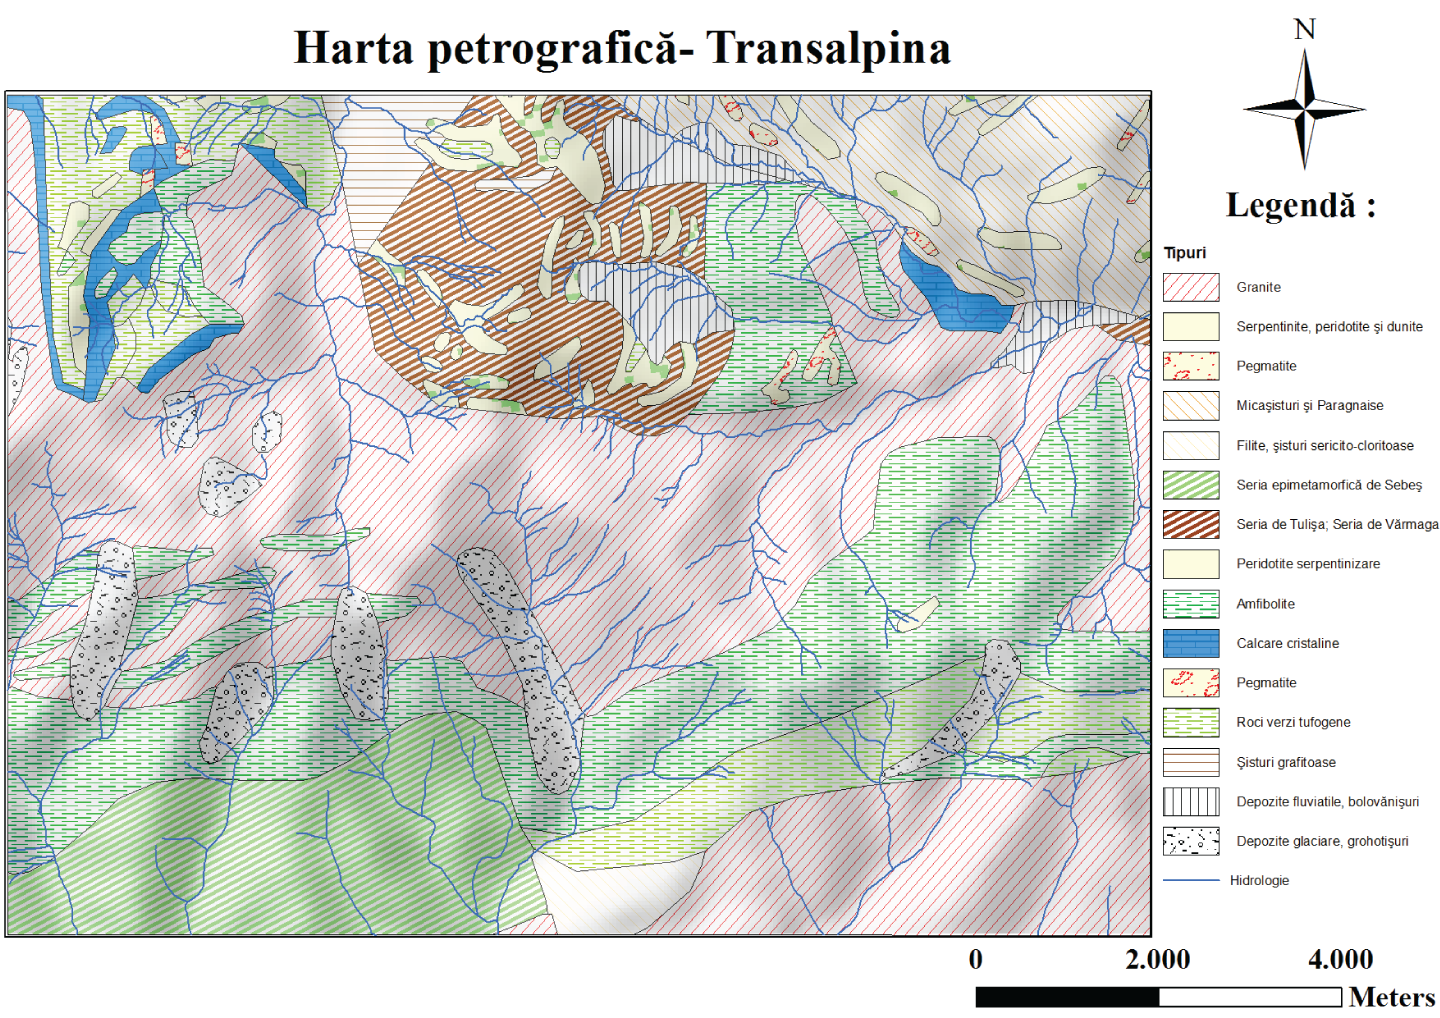 Harta petrografică- Transalpina
N
Legendă :
Tipuri
Granite
Serpentinite, peridotite şi dunite
Pegmatite
Micaşisturi şi Paragnaise
Filite, şisturi sericito-cloritoase
Seria epimetamorfică de Sebeş
Seria de Tulişa; Seria de Vărmaga
Peridotite serpentinizare
Amfibolite
Calcare cristaline
Pegmatite
Roci verzi tufogene
Şisturi grafitoase
Depozite fluviatile, bolovănişuri
Depozite glaciare, grohotişuri
Hidrologie
0 2.000 4.000
Meters